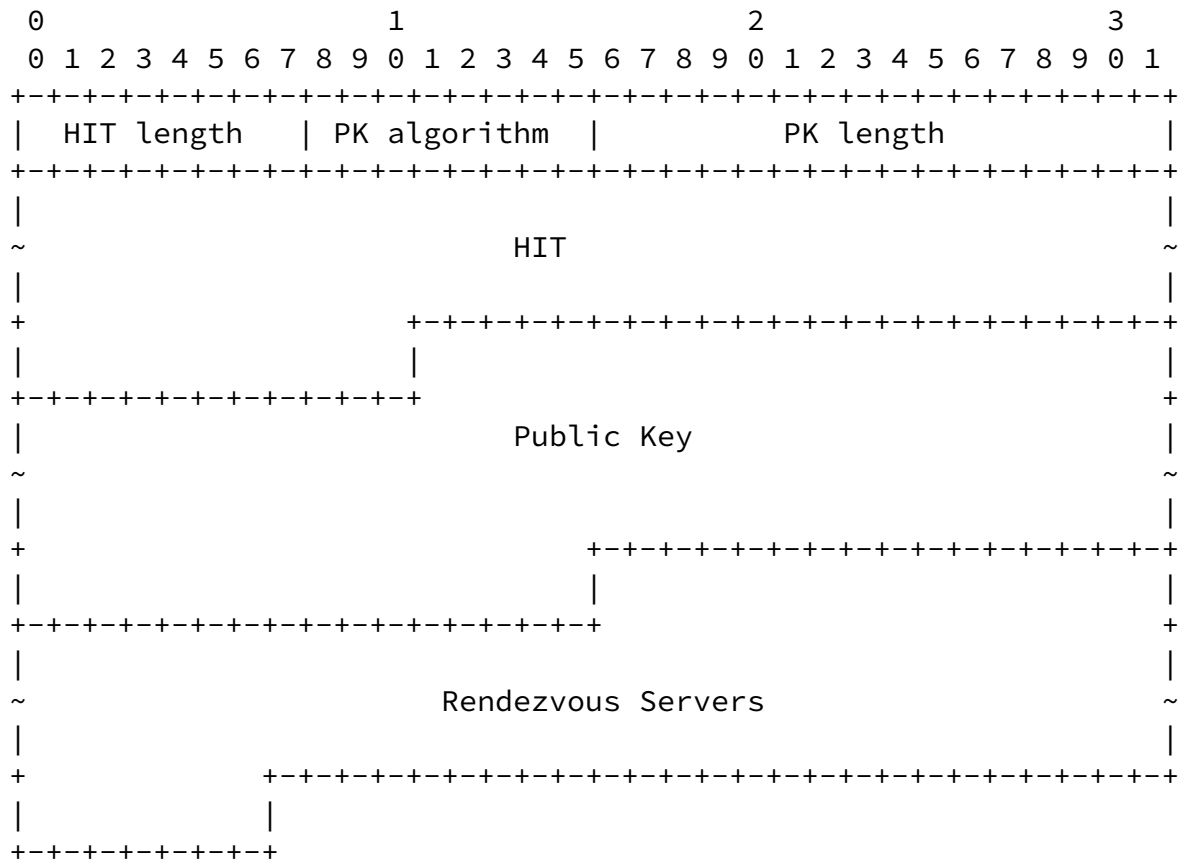 0                   1                   2                   3
0 1 2 3 4 5 6 7 8 9 0 1 2 3 4 5 6 7 8 9 0 1 2 3 4 5 6 7 8 9 0 1
HIT length | PK algorithm | PK length
HIT
Public Key
Rendezvous Servers